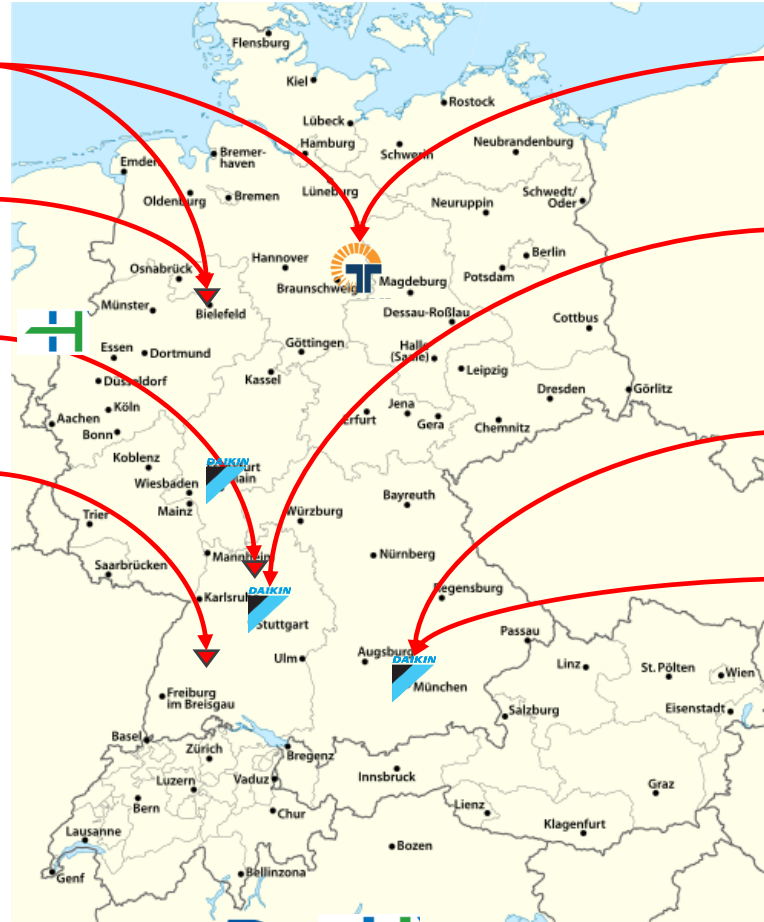 Flensburg
Kiel
Rostock
Lübeck
Hamburg
Schwerin
Neubrandenburg
Bremer-
haven
Emden
Lüneburg
Schwedt/
Oder
Oldenburg
Bremen
Neuruppin
Berlin
Hannover
Osnabrück
Potsdam
Braunschweig
Magdeburg
Münster
Bielefeld
Dessau-Roßlau
Cottbus
Essen
Dortmund
Göttingen
Halle
(Saale)
Leipzig
Düsseldorf
Kassel
Görlitz
Dresden
Köln
Jena
Aachen
Erfurt
Gera
Chemnitz
Bonn
Koblenz
DAIKIN
Wiesbaden
Bayreuth
Mainz
Würzburg
Trier
Mannheim
Nürnberg
Saarbrücken
DAIKIN
Karlsruhe
Regensburg
Stuttgart
Passau
Augsburg
Ulm
DAIKIN
Linz
St. Pölten
Wien
München
Freiburg
im Breisgau
Salzburg
Eisenstadt
Basel
Zürich
Bregenz
Innsbruck
Luzern
Vaduz
Graz
Bern
Chur
Lienz
Klagenfurt
Lausanne
Bozen
Genf
Bellinzona